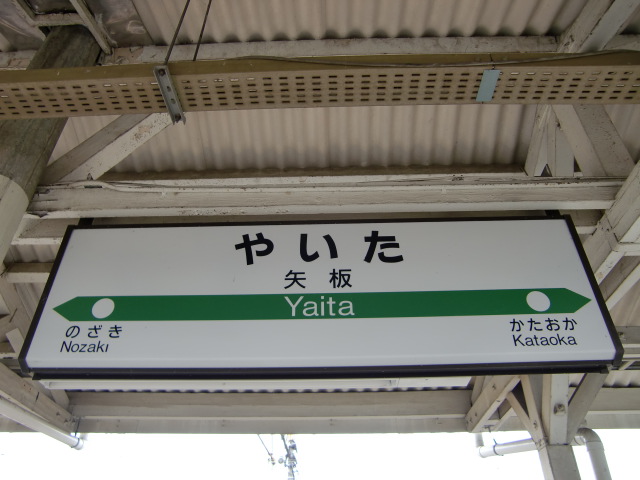 やいた
矢板
Yaita
のざき
Nozaki
かたおか
Kataoka